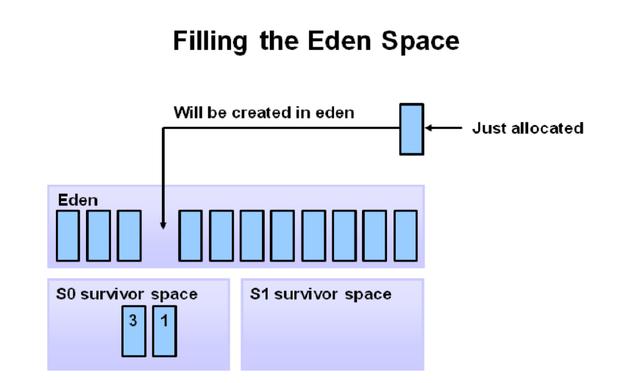 Filling the Eden Space
Will be created in eden
Just allocated
Eden
S0 survivor space
S1 survivor space
3 1